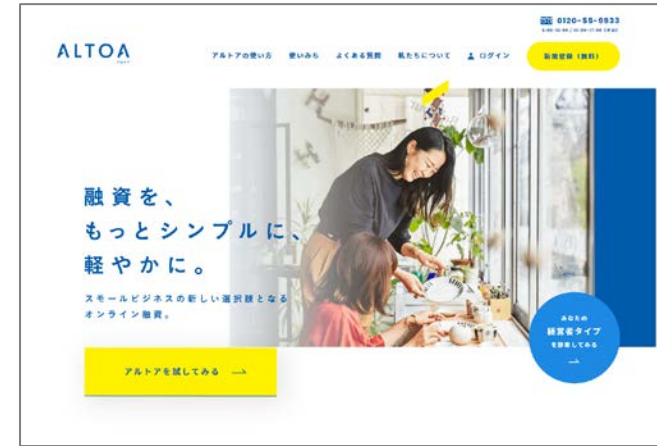 0120-55-9933
ALTOA
アルトアの使い方 使いみち よくある質問 私たちについて ログイン 新規登録（無料）
融資を、
もっとシンプルに、
軽やかに。
スモールビジネスの新しい選択肢となる
オンライン融資。
アルトアを試してみる
あなたの
経営者タイプ
を診断してみる